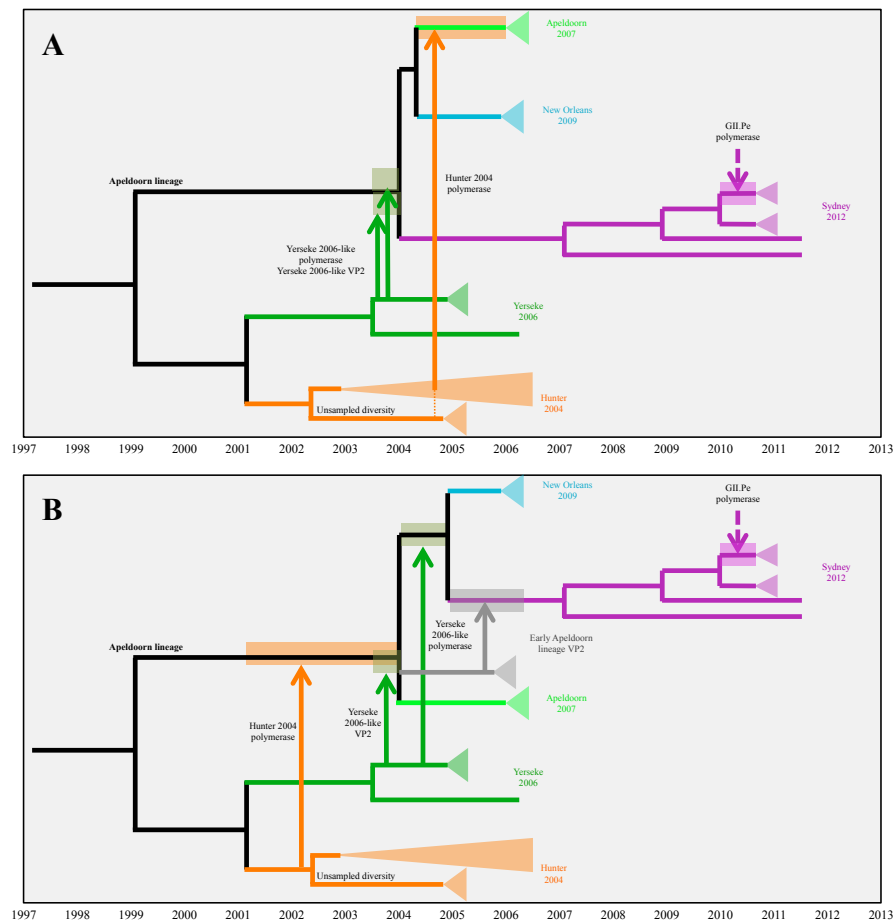 A
Apeldoorn
2007
New Orleans
2009
GII.Pe
polymerase
Apeldoorn lineage
Hunter 2004
polymerase
Sydney
2012
Yerseke 2006-like
polymerase
Yerseke 2006-like VP2
Yerseke
2006
Hunter
2004
Unsampled diversity
1997 1998 1999 2000 2001 2002 2003 2004 2005 2006 2007 2008 2009 2010 2011 2012 2013
B
New Orleans
2009
GII.Pe
polymerase
Sydney
2012
Apeldoorn lineage
Yerseke
2006-like
polymerase
Early Apeldoorn
lineage VP2
Apeldoorn
2007
Hunter 2004
polymerase
Yerseke
2006-like
VP2
Yerseke
2006
Hunter
2004
Unsampled diversity
1997 1998 1999 2000 2001 2002 2003 2004 2005 2006 2007 2008 2009 2010 2011 2012 2013